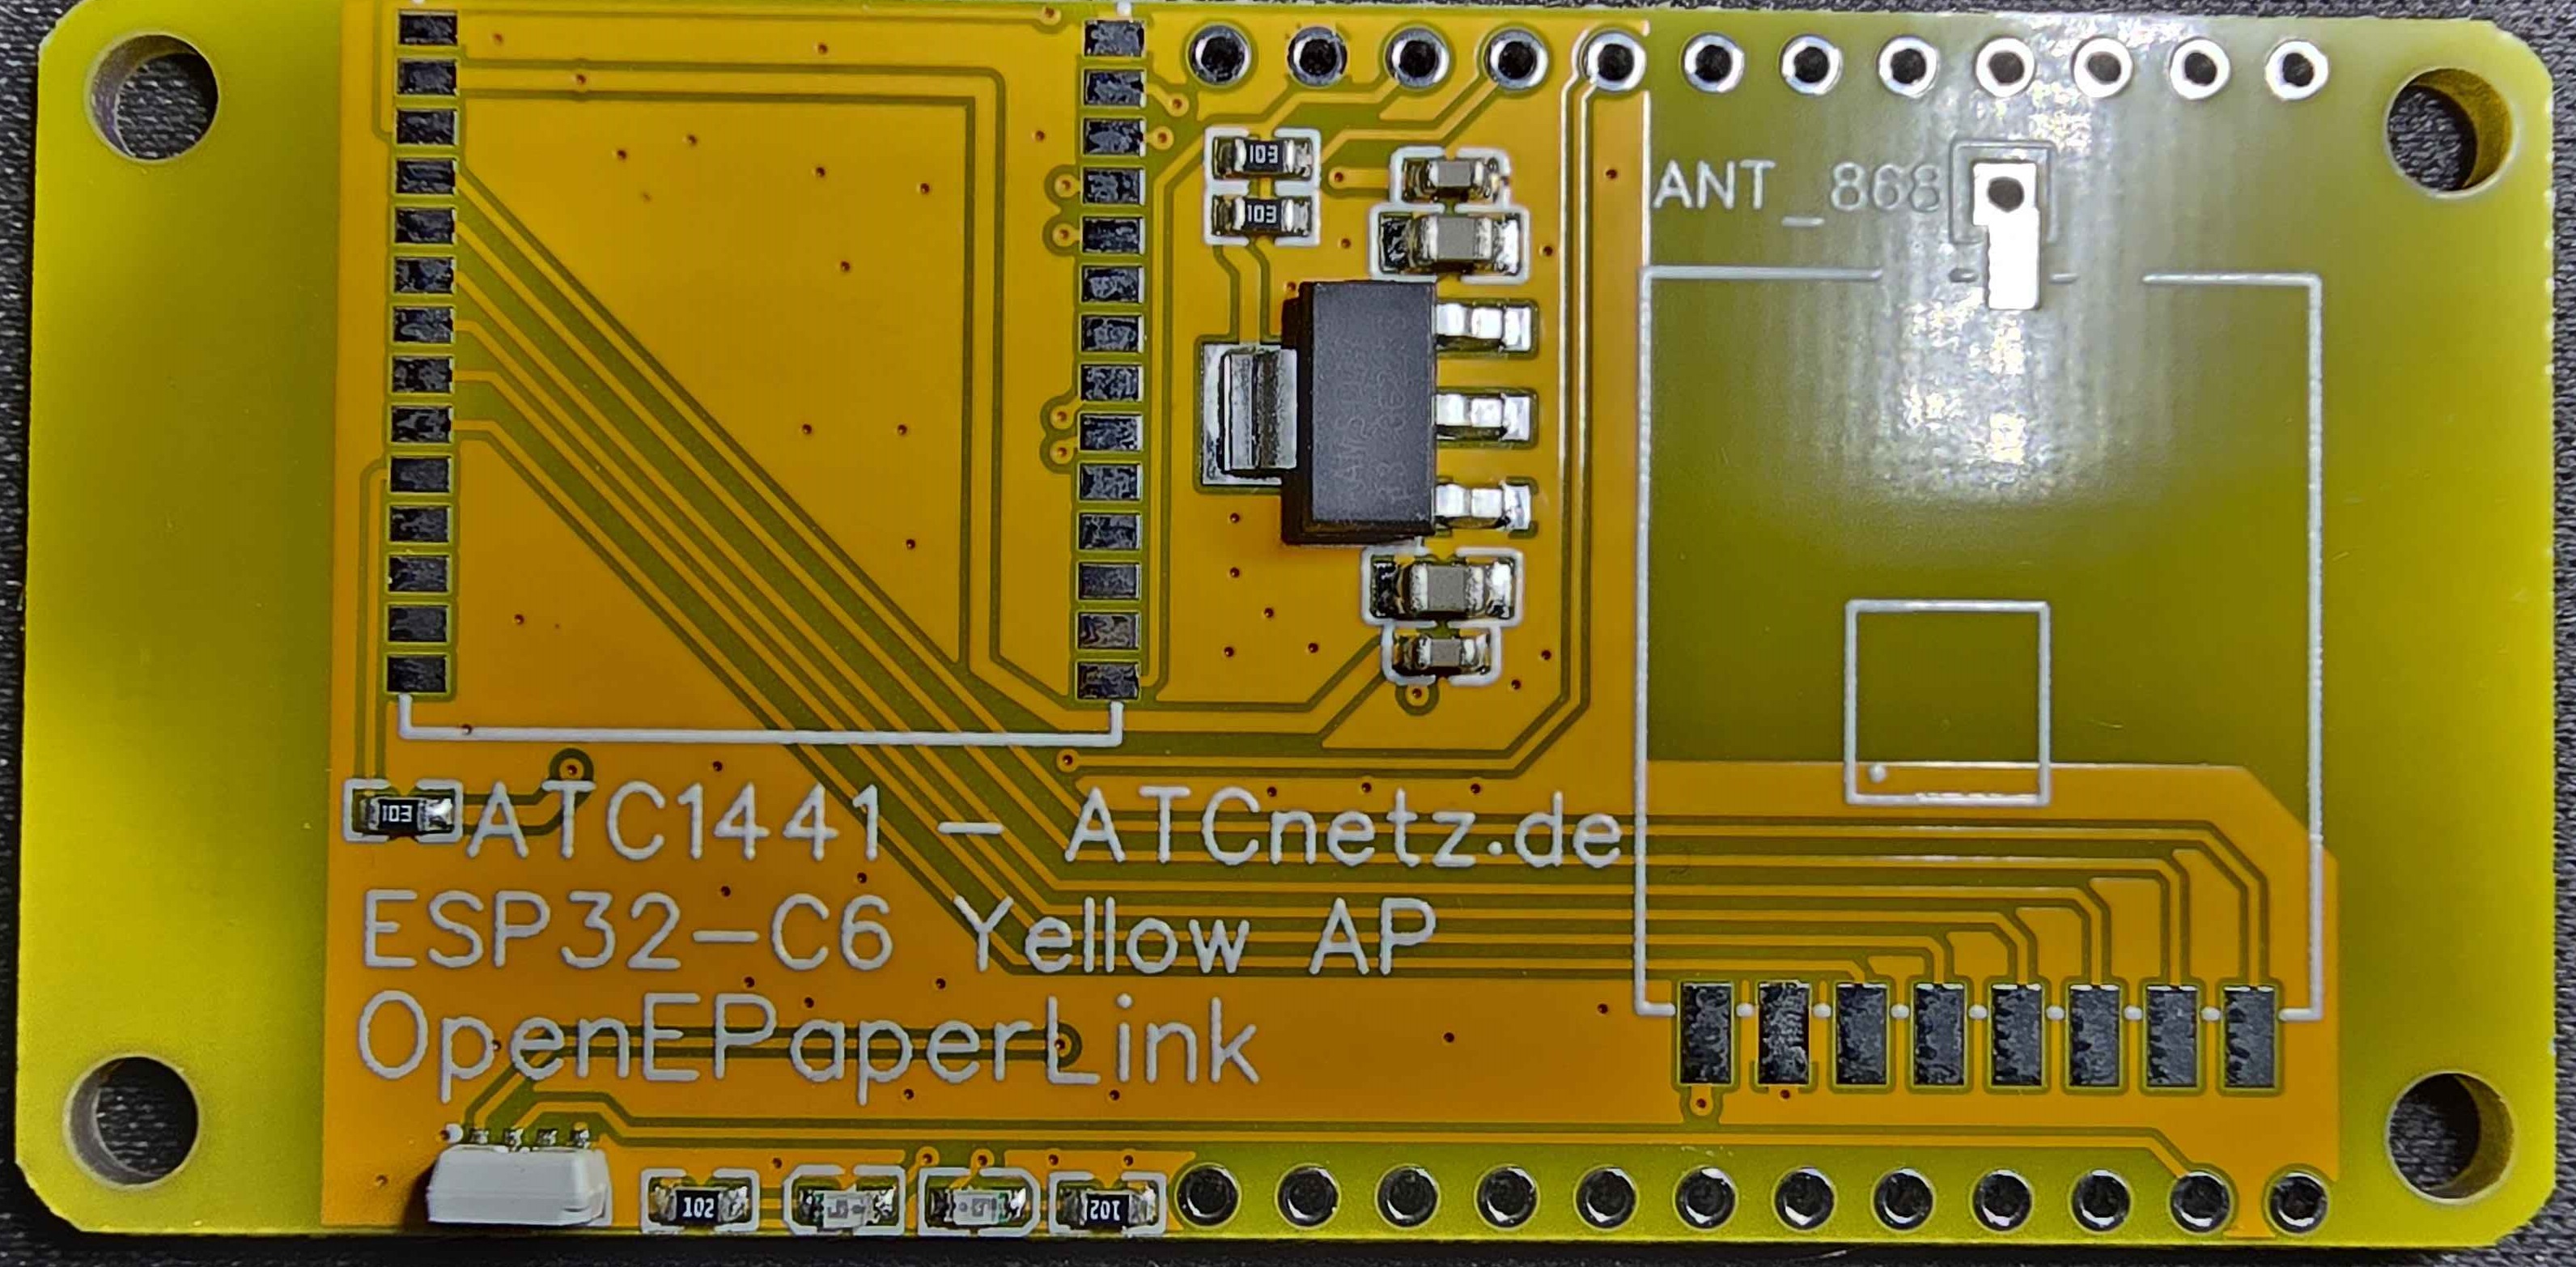 103
103
ANT_868
103
ATC1441 - ATCnetz.de
ESP32-C6 Yellow AP
OpenEPaperLink
102
102